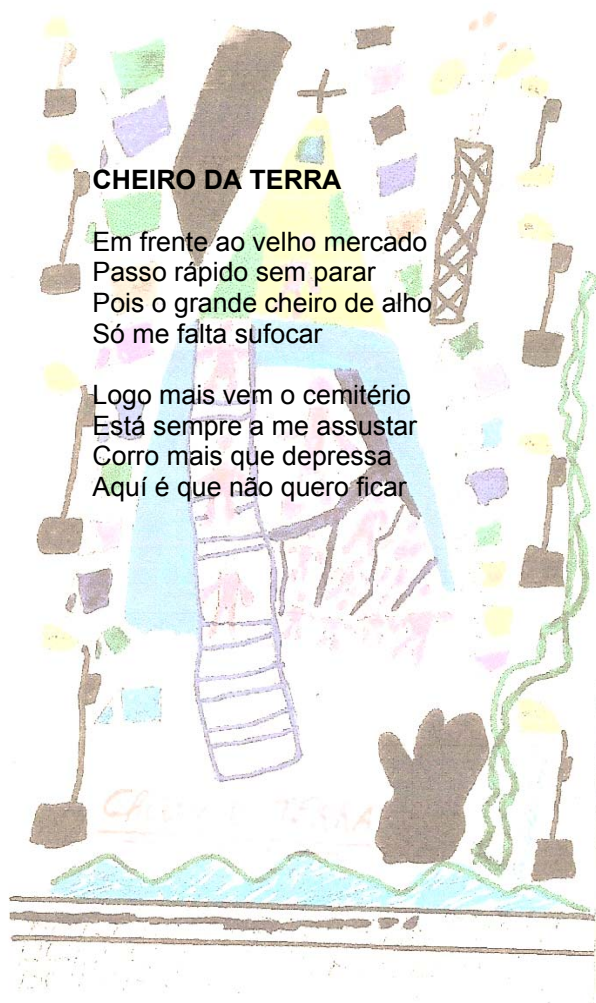 CHEIRO DA TERRA
Em frente ao velho mercado
Passo rápido sem parar
Pois o grande cheiro de alho
Só me falta sufocar
Logo mais vem o cemitério
Está sempre a me assustar
Corro mais que depressa
Aquí é que não quero ficar